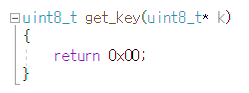 uint8_t get_key(uint8_t* k)
{
    return 0x00;
}